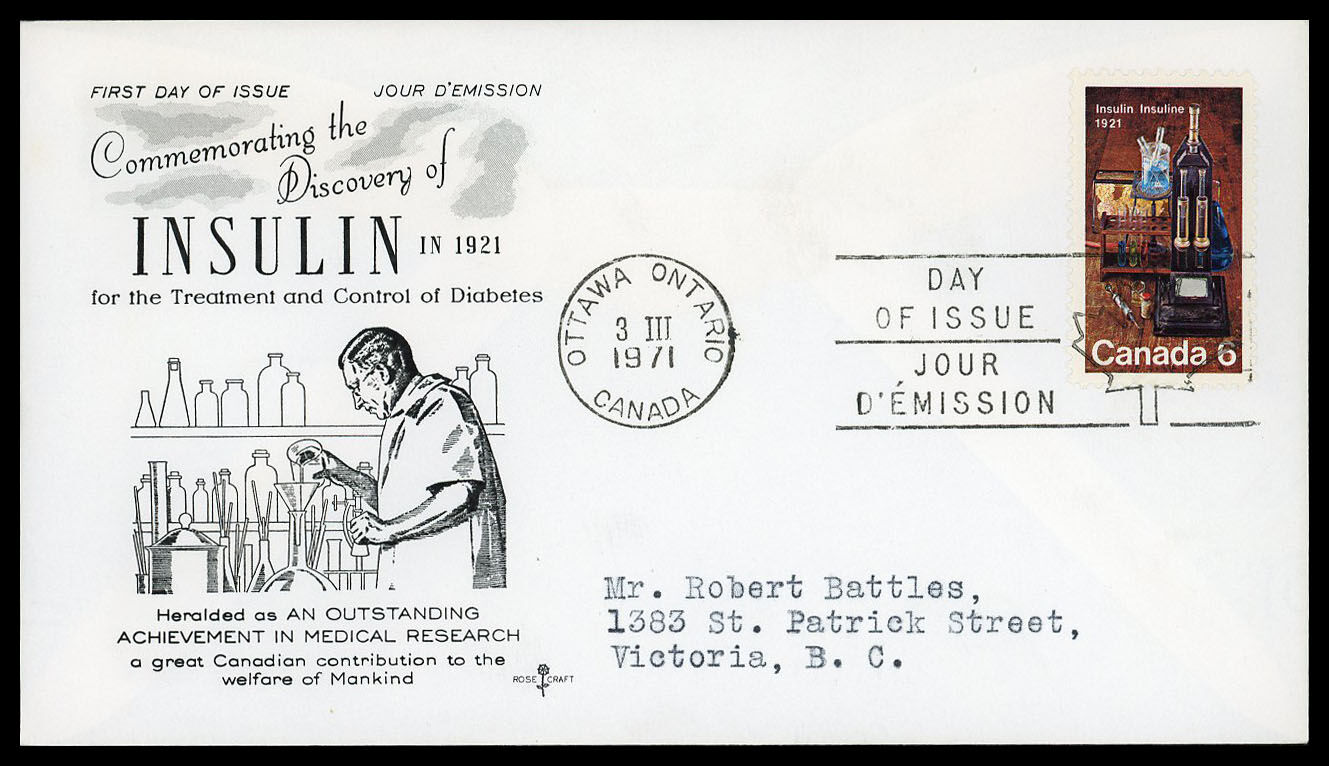 FIRST DAY OF ISSUE JOUR D'EMISSION
Commemorating the
Discovery of
INSULIN IN 1921
for the Treatment and Control of Diabetes
Heralded as AN OUTSTANDING
ACHIEVEMENT IN MEDICAL RESEARCH
a great Canadian contribution to the
welfare of Mankind
ROSE CRAFT
OTTAWA ONTARIO
3 III
1971
CANADA
DAY
OF ISSUE
JOUR
D'ÉMISSION
Insulin Insuline
1921
Canada 6
Mr. Robert Battles,
1383 St. Patrick Street,
Victoria, B. C.